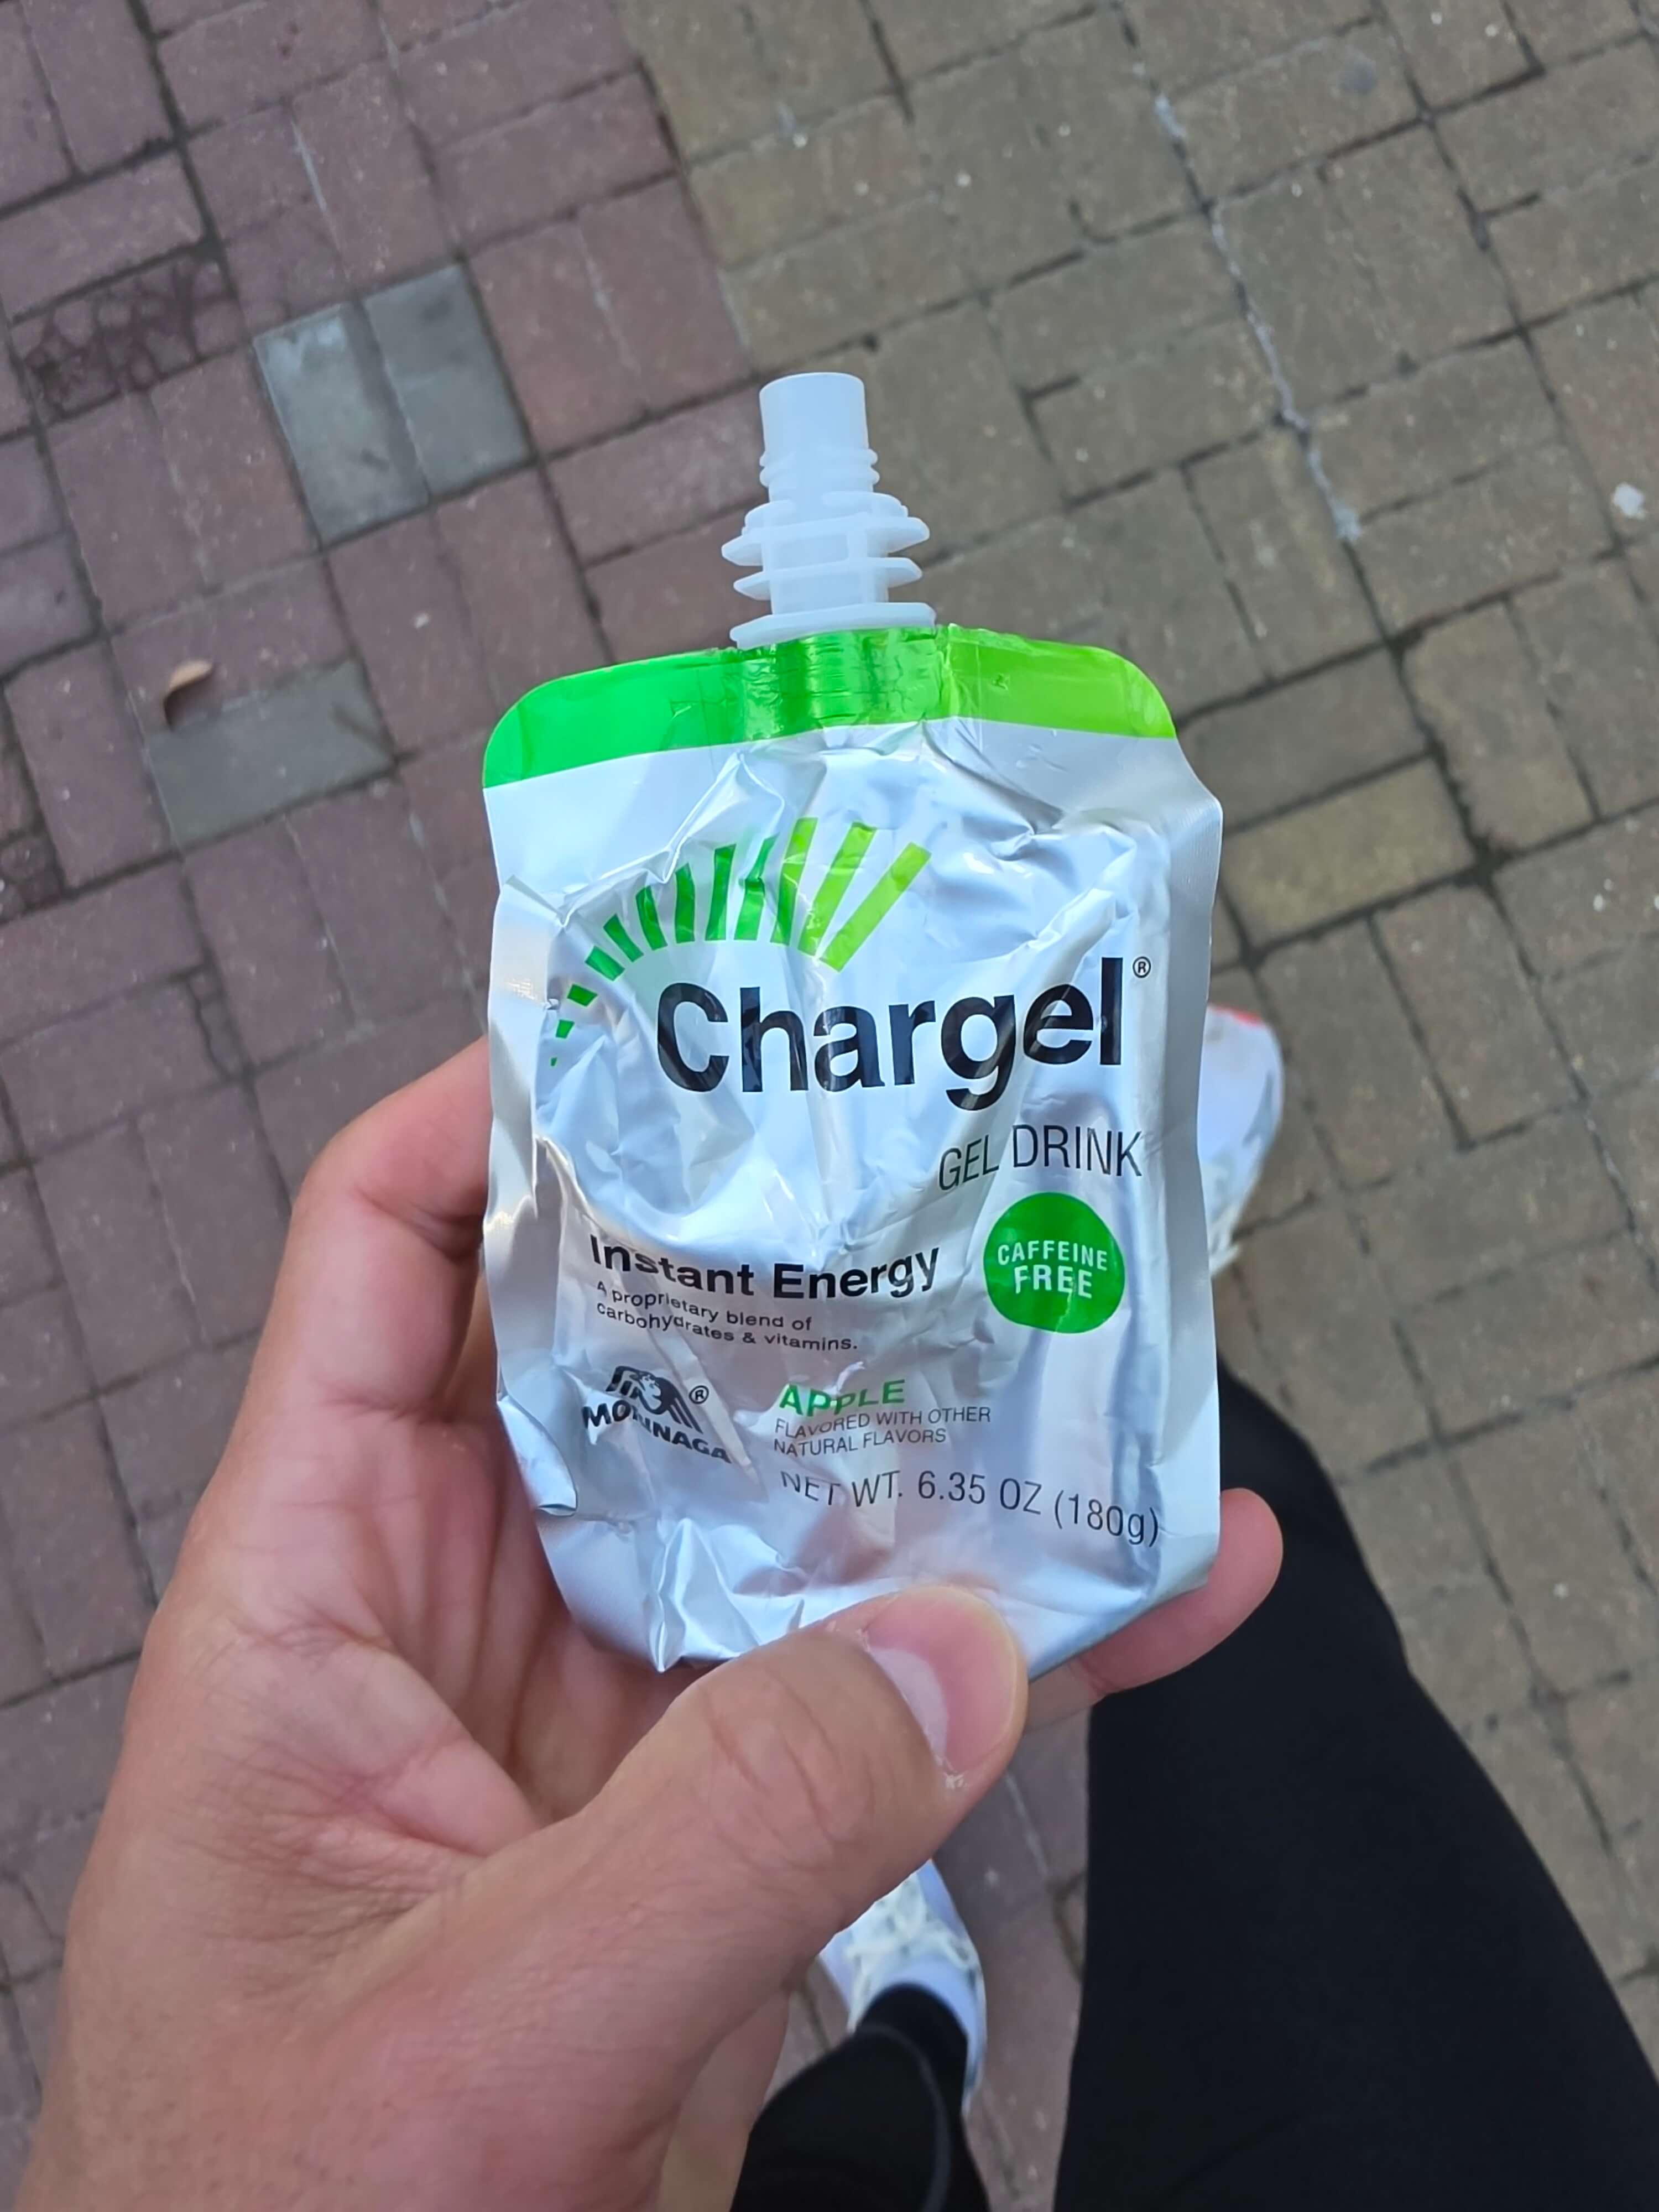 Chargel®
GEL DRINK
CAFFEINE
FREE
Instant Energy
A proprietary blend of
carbohydrates & vitamins.
MORINAGA®
APPLE
FLAVORED WITH OTHER
NATURAL FLAVORS
NET WT. 6.35 OZ (180g)